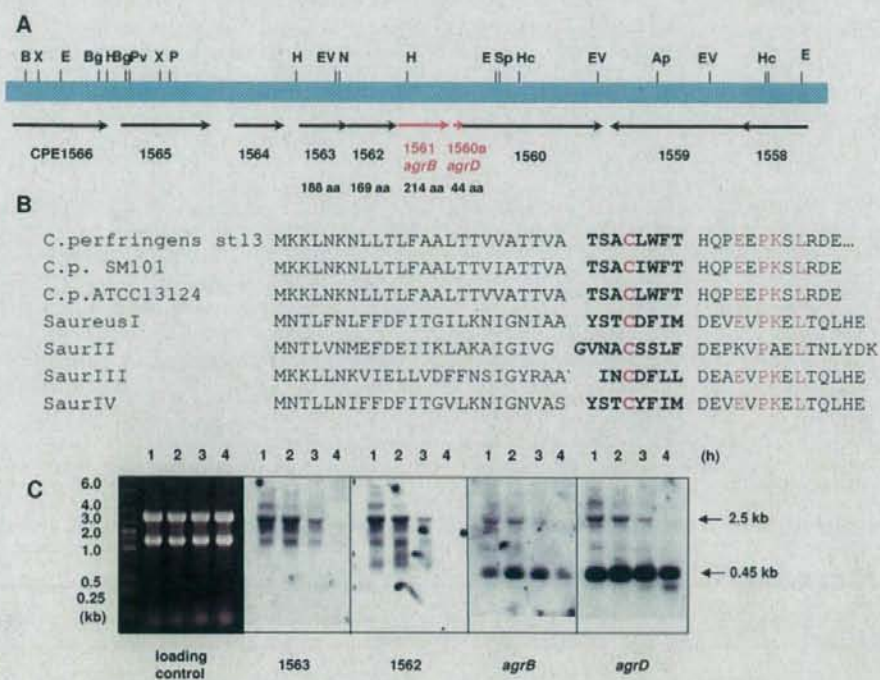 A
B X E Bg H Bg Pv X P H EV N H E Sp Hc EV Ap EV Hc E
CPE1566 1565 1564 1563 1562 1561 1560a 1560 1559 1558
agrB agrD
188 aa 169 aa 214 aa 44 aa
B
C.perfringens st13 MKKLNKNLLTLFAALTTVVATTVA TSACLWFT HQPEEPKSLRDE…
C.p. SM101 MKKLNKNLLTLFAALTTVIATTVA TSACIWFT HQPEEPKSLRDE
C.p.ATCC13124 MKKLNKNLLTLFAALTTVVATTVA TSACLWFT HQPEEPKSLRDE
SaureusI MNTLFNLFFDFITGILKNIGNIAA YSTCDFIM DEVEVPKELTQLHE
SaurII MNTLVNMEFDEIIKLAKAIGIVG GVNACSSLF DEPKVPAELTNLYDK
SaurIII MKKLLNKVIELLVDFFNSIGYRAA' INCDFLL DEAEVPKELTQLHE
SaurIV MNTLLNIFFDFITGVLKNIGNVAS YSTCYFIM DEVEVPKELTQLHE
1 2 3 4 1 2 3 4 1 2 3 4 1 2 3 4 1 2 3 4 (h)
C
6.0
4.0
3.0
2.0
1.0
0.5
0.25
(kb)
2.5 kb
0.45 kb
loading control 1563 1562 agrB agrD